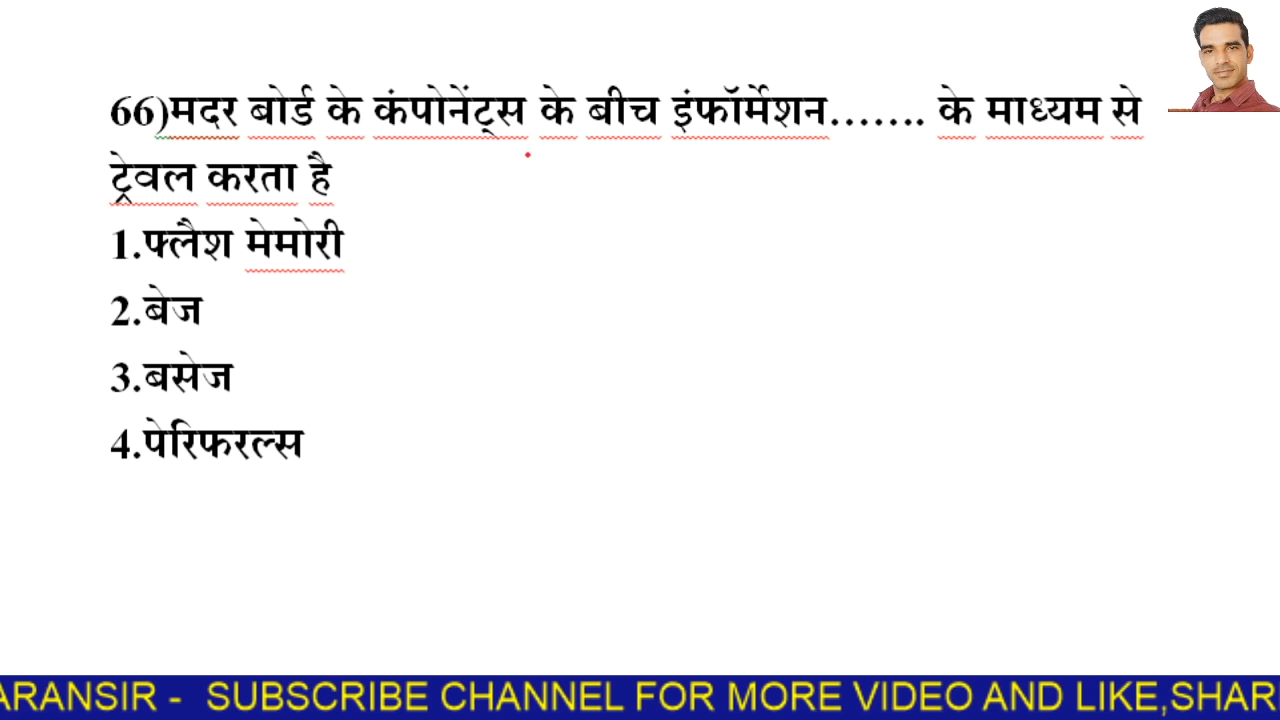 66)मदर बोर्ड के कंपोनेंट्स के बीच इंफॉर्मेशन....... के माध्यम से
ट्रेवल करता है
1.फ्लैश मेमोरी
2.बेज
3.बसेज
4.पेरिफरल्स
ARANSIR - SUBSCRIBE CHANNEL FOR MORE VIDEO AND LIKE,SHAR